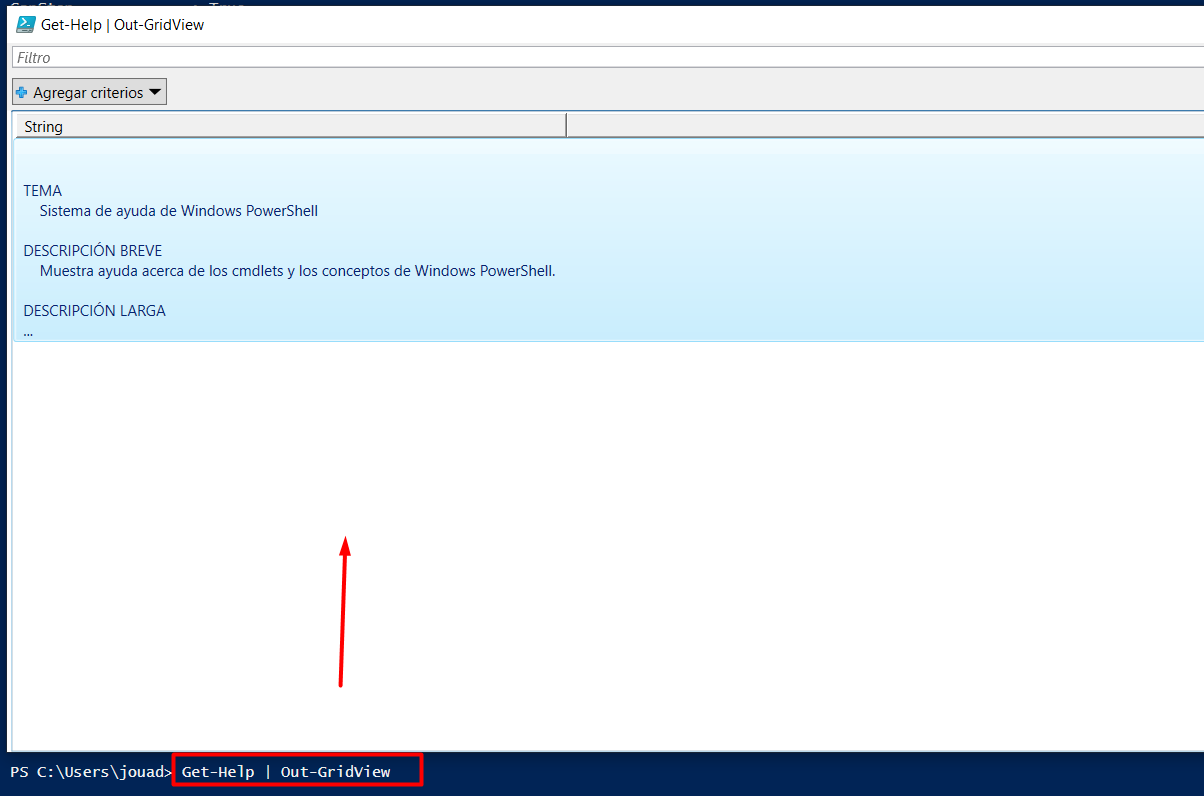 Get-Help | Out-GridView
Filtro
Agregar criterios
String
TEMA
Sistema de ayuda de Windows PowerShell
DESCRIPCIÓN BREVE
Muestra ayuda acerca de los cmdlets y los conceptos de Windows PowerShell.
DESCRIPCIÓN LARGA
...
PS C:\Users\jouad> Get-Help | Out-GridView